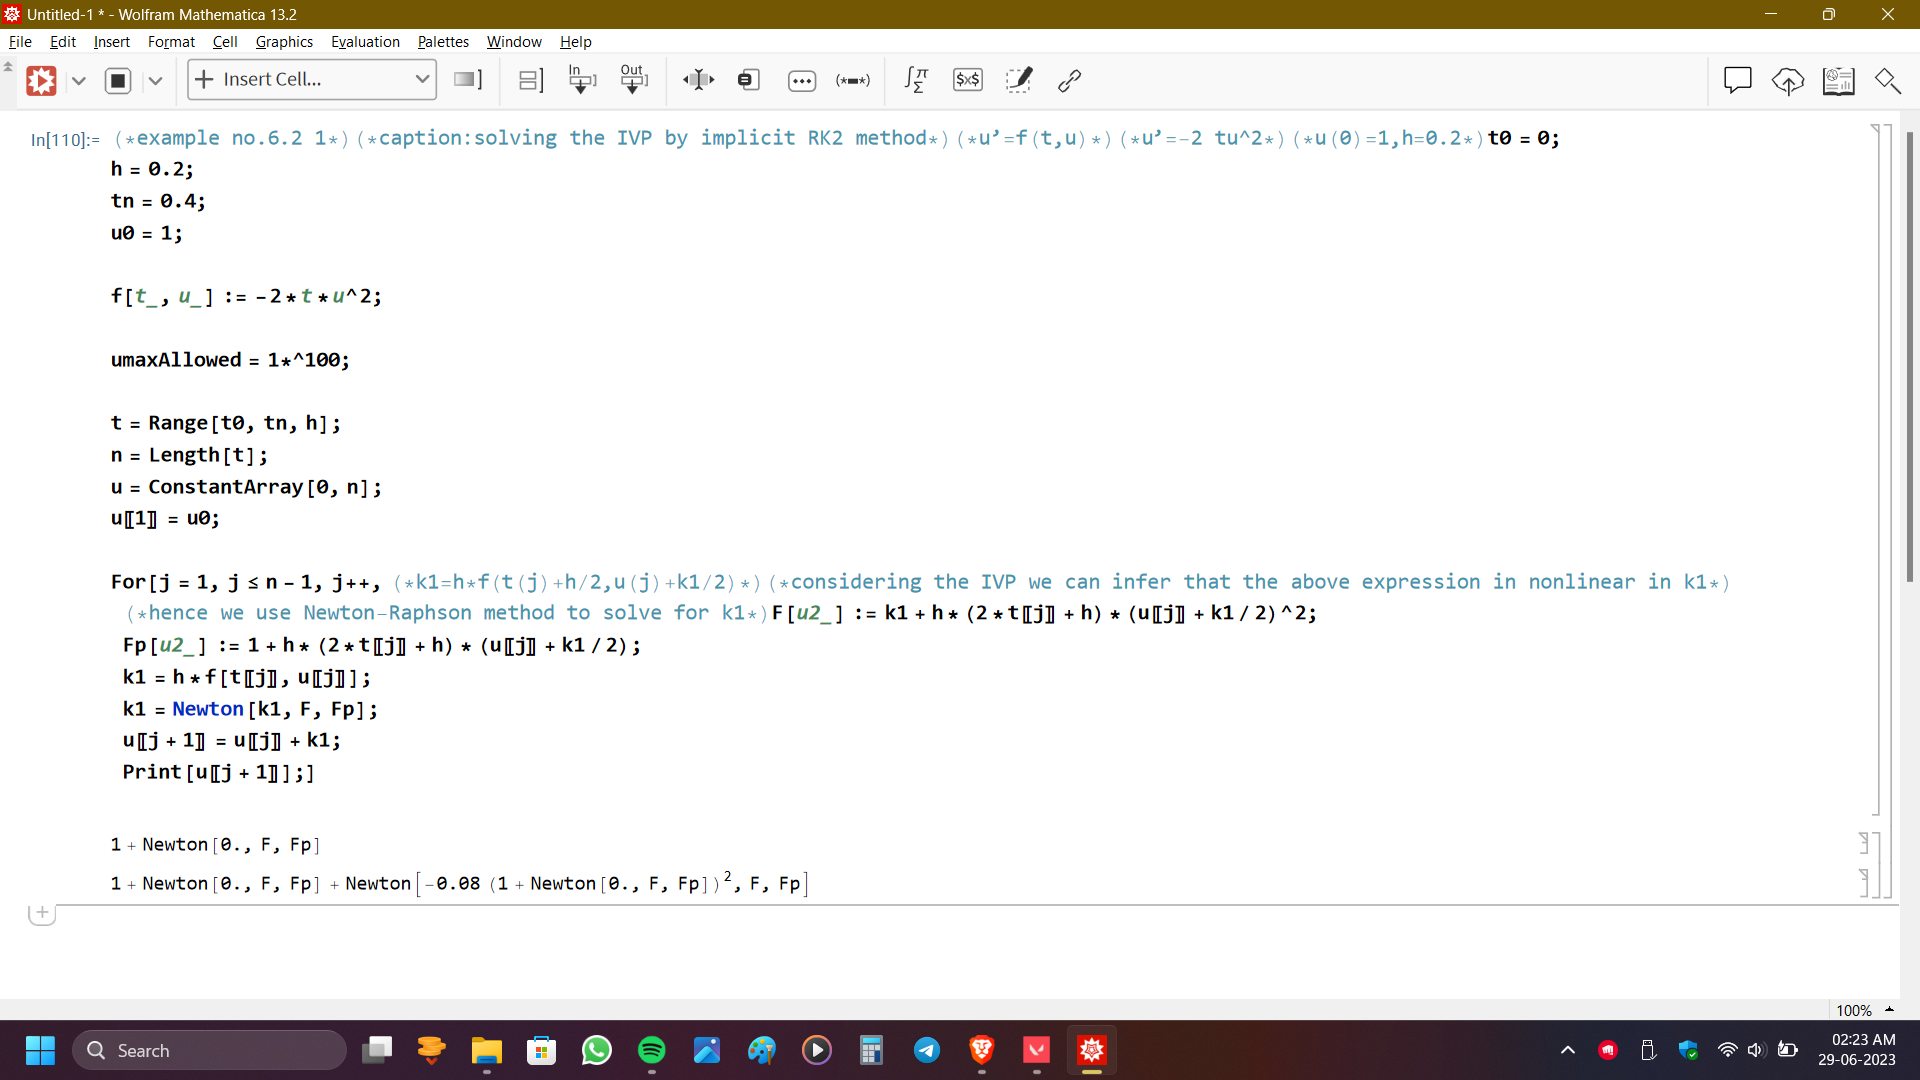 Untitled-1 * - Wolfram Mathematica 13.2
File Edit Insert Format Cell Graphics Evaluation Palettes Window Help
Insert Cell... In Out (*▬*) ∫π Σ $x$
In[110]:= (*example no.6.2 1*)(*caption:solving the IVP by implicit RK2 method*)(*u’=f(t,u)*)(*u’=-2 tu^2*)(*u(0)=1,h=0.2*)t0 = 0;
h = 0.2;
tn = 0.4;
u0 = 1;
f[t_, u_] := -2*t*u^2;
umaxAllowed = 1*^100;
t = Range[t0, tn, h];
n = Length[t];
u = ConstantArray[0, n];
u〚1〛 = u0;
For[j = 1, j ≤ n - 1, j++, (*k1=h*f(t(j)+h/2,u(j)+k1/2)*)(*considering the IVP we can infer that the above expression in nonlinear in k1*)
(*hence we use Newton-Raphson method to solve for k1*)F[u2_] := k1 + h * (2 * t〚j〛 + h) * (u〚j〛 + k1 / 2)^2;
Fp[u2_] := 1 + h * (2 * t〚j〛 + h) * (u〚j〛 + k1 / 2);
k1 = h * f[t〚j〛, u〚j〛];
k1 = Newton[k1, F, Fp];
u〚j + 1〛 = u〚j〛 + k1;
Print[u〚j + 1〛];]
1 + Newton[0., F, Fp]
1 + Newton[0., F, Fp] + Newton[-0.08 (1 + Newton[0., F, Fp])², F, Fp]
100%
Search
02:23 AM
29-06-2023